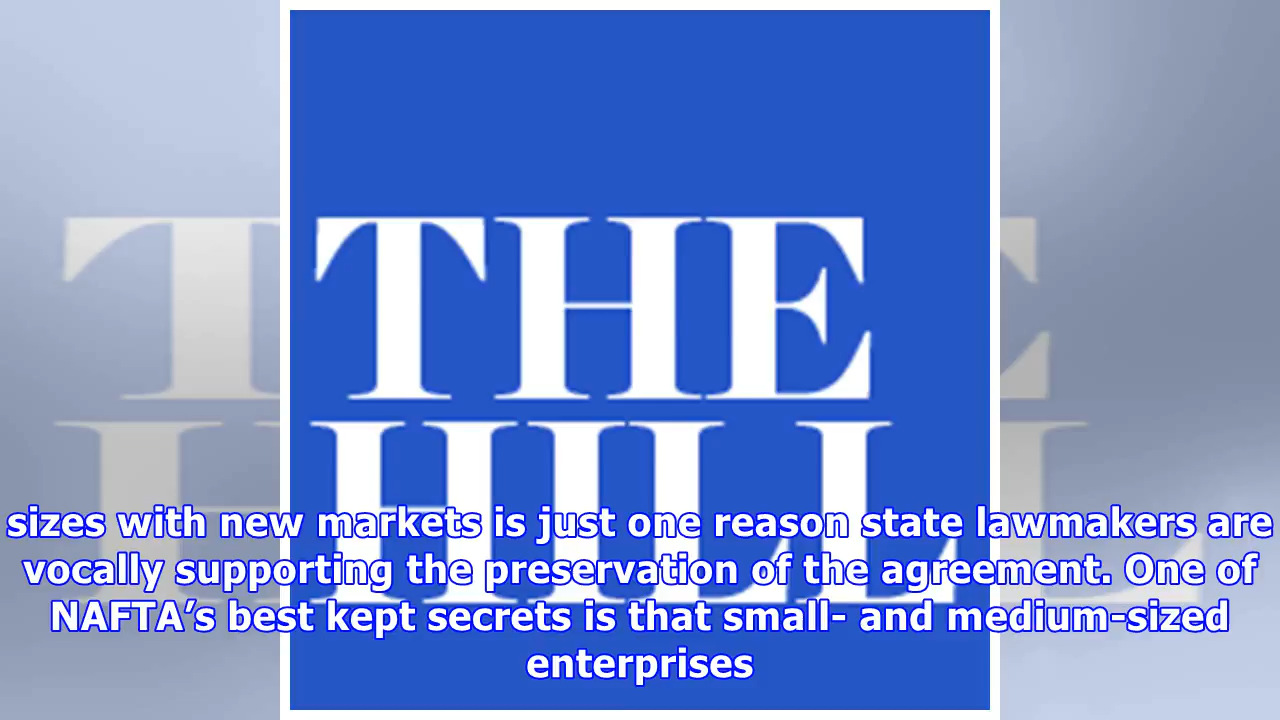 THE
HILL
sizes with new markets is just one reason state lawmakers are
vocally supporting the preservation of the agreement. One of
NAFTA’s best kept secrets is that small- and medium-sized
enterprises